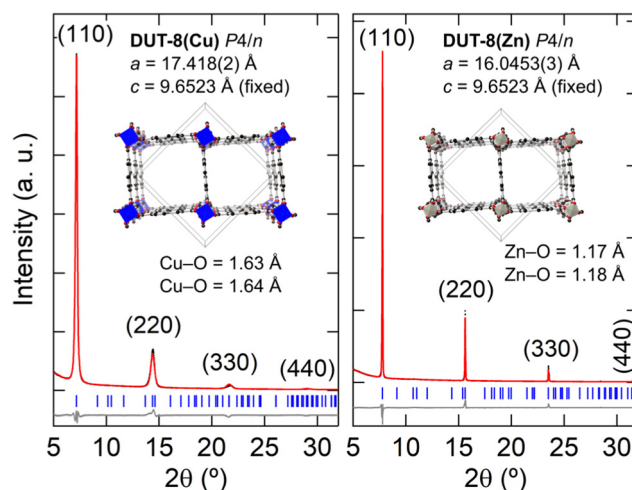 Intensity (a. u.)
(110)
DUT-8(Cu) P4/n
a = 17.418(2) Å
c = 9.6523 Å (fixed)
Cu–O = 1.63 Å
Cu–O = 1.64 Å
(220)
(330)
(440)
5 10 15 20 25 30
2θ (º)
(110)
DUT-8(Zn) P4/n
a = 16.0453(3) Å
c = 9.6523 Å (fixed)
Zn–O = 1.17 Å
Zn–O = 1.18 Å
(220)
(330)
(440)
5 10 15 20 25 30
2θ (º)